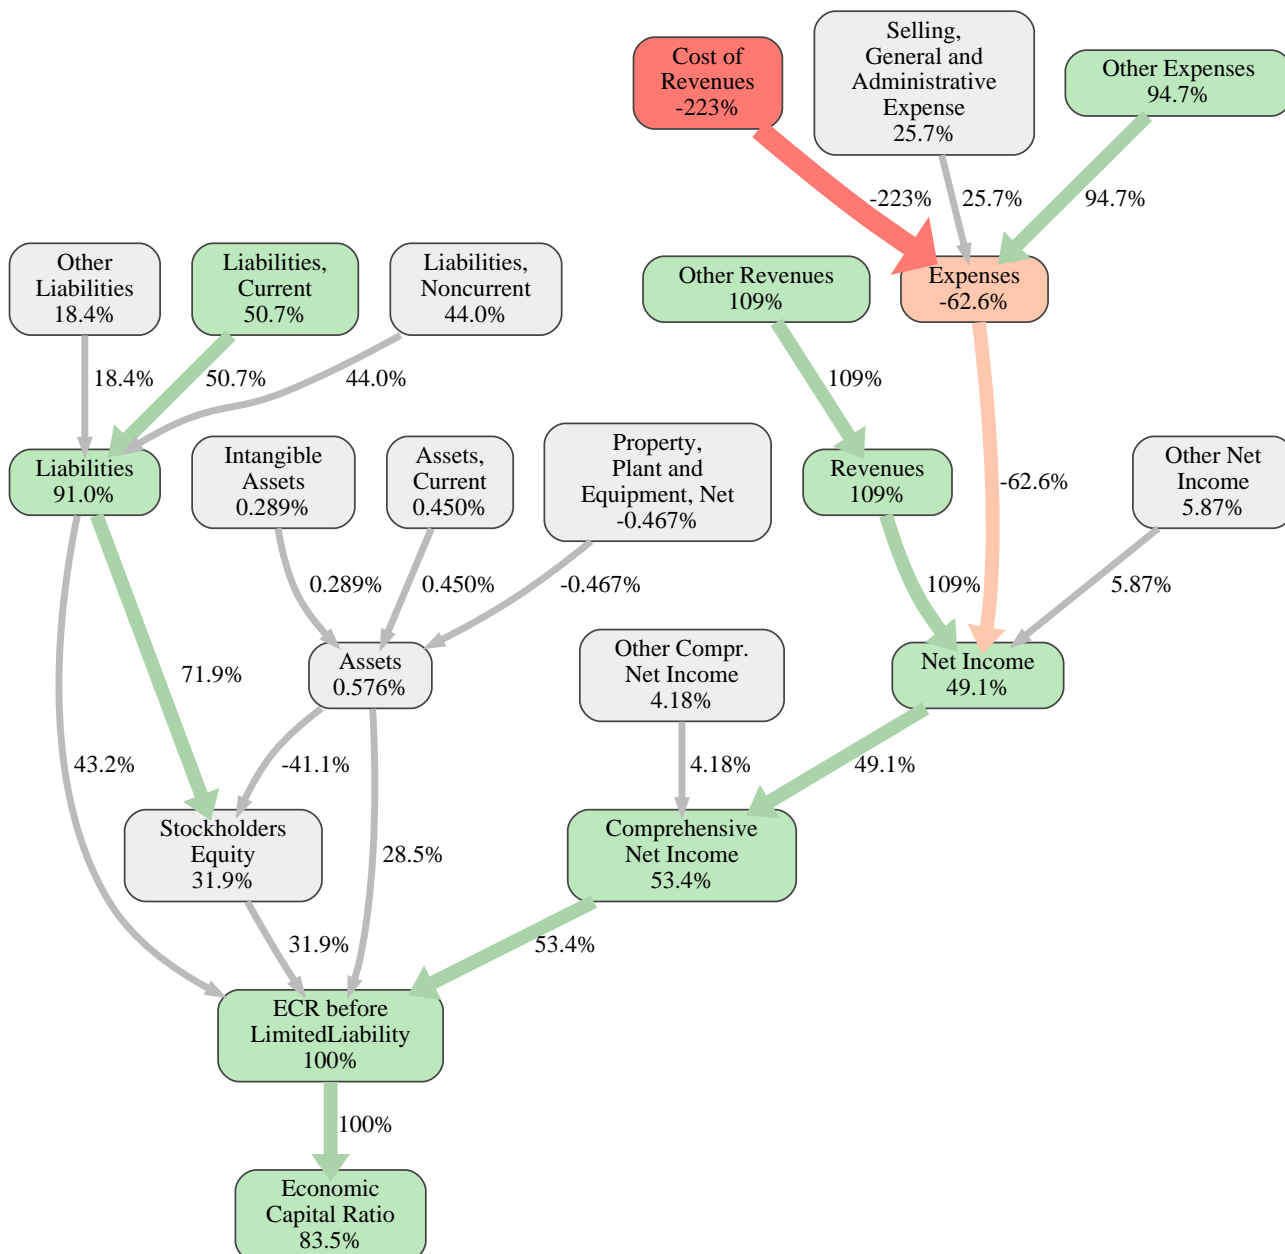 Cost of
Revenues
-223%
Selling,
General and
Administrative
Expense
25.7%
Other Expenses
94.7%
-223%
25.7%
94.7%
Other
Liabilities
18.4%
Liabilities,
Current
50.7%
Liabilities,
Noncurrent
44.0%
Other Revenues
109%
Expenses
-62.6%
18.4%
50.7%
44.0%
109%
Liabilities
91.0%
Intangible
Assets
0.289%
Assets,
Current
0.450%
Property,
Plant and
Equipment, Net
-0.467%
Revenues
109%
-62.6%
Other Net
Income
5.87%
0.289%
0.450%
-0.467%
109%
5.87%
71.9%
Assets
0.576%
Other Compr.
Net Income
4.18%
Net Income
49.1%
43.2%
-41.1%
4.18%
49.1%
Stockholders
Equity
31.9%
28.5%
Comprehensive
Net Income
53.4%
31.9%
53.4%
ECR before
LimitedLiability
100%
100%
Economic
Capital Ratio
83.5%